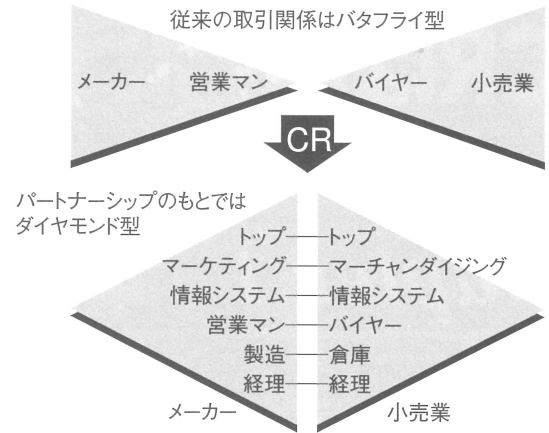 従来の取引関係はバタフライ型
メーカー 営業マン バイヤー 小売業
CR
パートナーシップのもとでは
ダイヤモンド型
トップ トップ
マーケティング マーチャンダイジング
情報システム 情報システム
営業マン バイヤー
製造 倉庫
経理 経理
メーカー 小売業